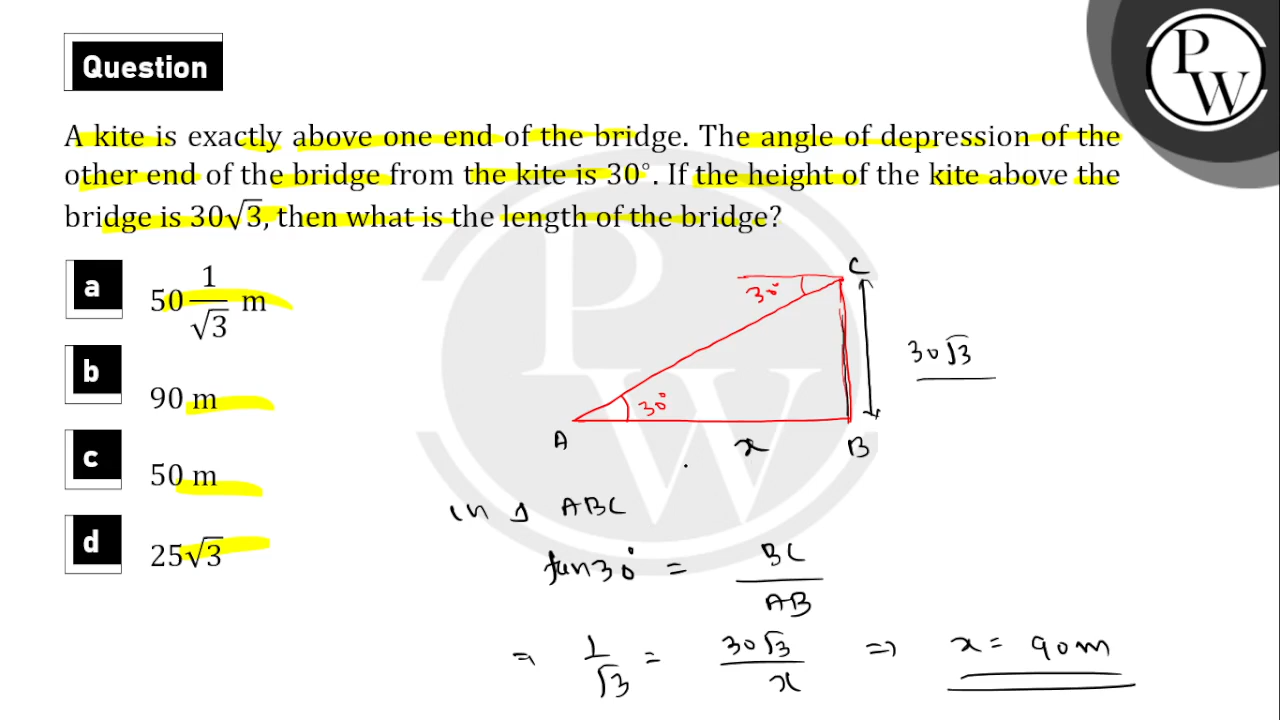 Question
P
W
A kite is exactly above one end of the bridge. The angle of depression of the
other end of the bridge from the kite is 30°. If the height of the kite above the
bridge is 30√3, then what is the length of the bridge?
a 50 1/√3 m
b 90 m
c 50 m
d 25√3
C
30°
30√3
30°
A
x
B
PW
in Δ ABC
tan30° = BC/AB
⇒ 1/√3 = 30√3/x ⇒ x = 90m